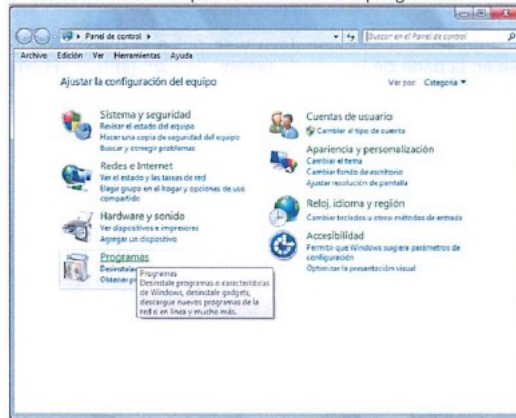 Panel de control
Buscar en el Panel de control
Archivo Edición Ver Herramientas Ayuda
Ajustar la configuración del equipo
Ver por: Categoría
Sistema y seguridad
Revisar el estado del equipo
Hacer una copia de seguridad del equipo
Buscar y corregir problemas
Redes e Internet
Ver el estado y las tareas de red
Elegir grupo en el hogar y opciones de uso
compartido
Hardware y sonido
Ver dispositivos e impresoras
Agregar un dispositivo
Programas
Desinstalar
Obtener
Programas
Desinstale programas o características
de Windows, desinstale gadgets,
descargue nuevos programas de la
red o en línea y mucho más.
Cuentas de usuario
Cambiar el tipo de cuenta
Apariencia y personalización
Cambiar el tema
Cambiar fondo de escritorio
Ajustar resolución de pantalla
Reloj, idioma y región
Cambiar teclados u otros métodos de entrada
Accesibilidad
Permitir que Windows sugiera parámetros de
configuración
Optimizar la presentación visual